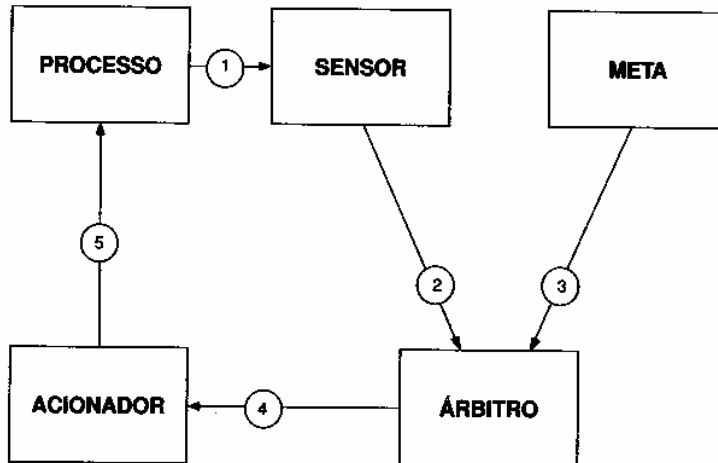 PROCESSO
1
SENSOR
META
5
2
3
ACIONADOR
4
ÁRBITRO